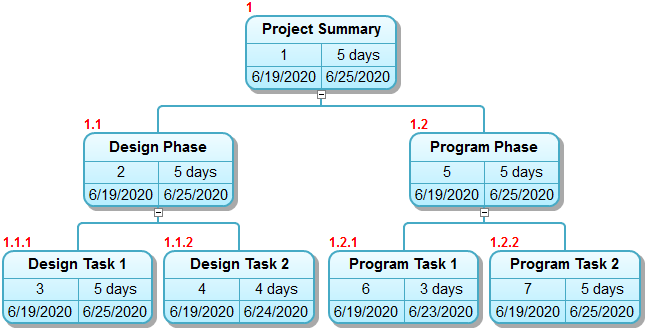 1
Project Summary
1 5 days
6/19/2020 6/25/2020
1.1 1.2
Design Phase Program Phase
2 5 days 5 5 days
6/19/2020 6/25/2020 6/19/2020 6/25/2020
1.1.1 1.1.2 1.2.1 1.2.2
Design Task 1 Design Task 2 Program Task 1 Program Task 2
3 5 days 4 4 days 6 3 days 7 5 days
6/19/2020 6/25/2020 6/19/2020 6/24/2020 6/19/2020 6/23/2020 6/19/2020 6/25/2020